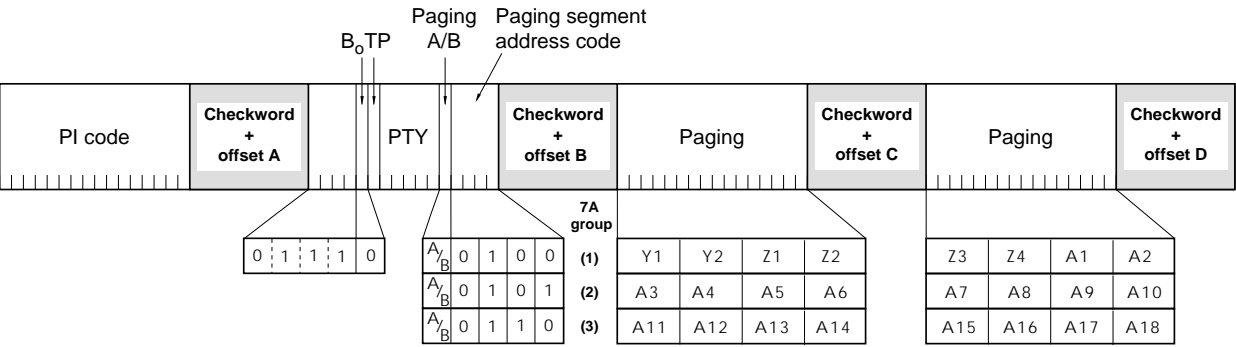 Paging Paging segment
BoTP A/B address code
PI code
Checkword
+
offset A
PTY
Checkword
+
offset B
Paging
Checkword
+
offset C
Paging
Checkword
+
offset D
7A
group
0 1 1 1 0 A/B 0 1 0 0 (1) Y1 Y2 Z1 Z2 Z3 Z4 A1 A2
A/B 0 1 0 1 (2) A3 A4 A5 A6 A7 A8 A9 A10
A/B 0 1 1 0 (3) A11 A12 A13 A14 A15 A16 A17 A18